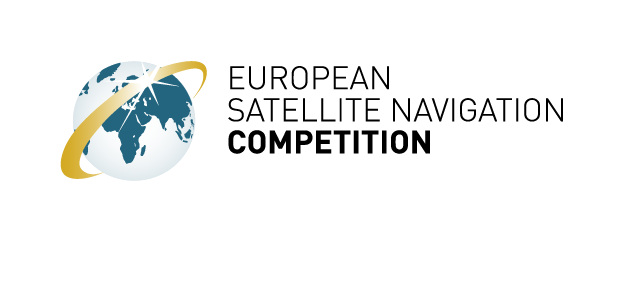 EUROPEAN
SATELLITE NAVIGATION
COMPETITION